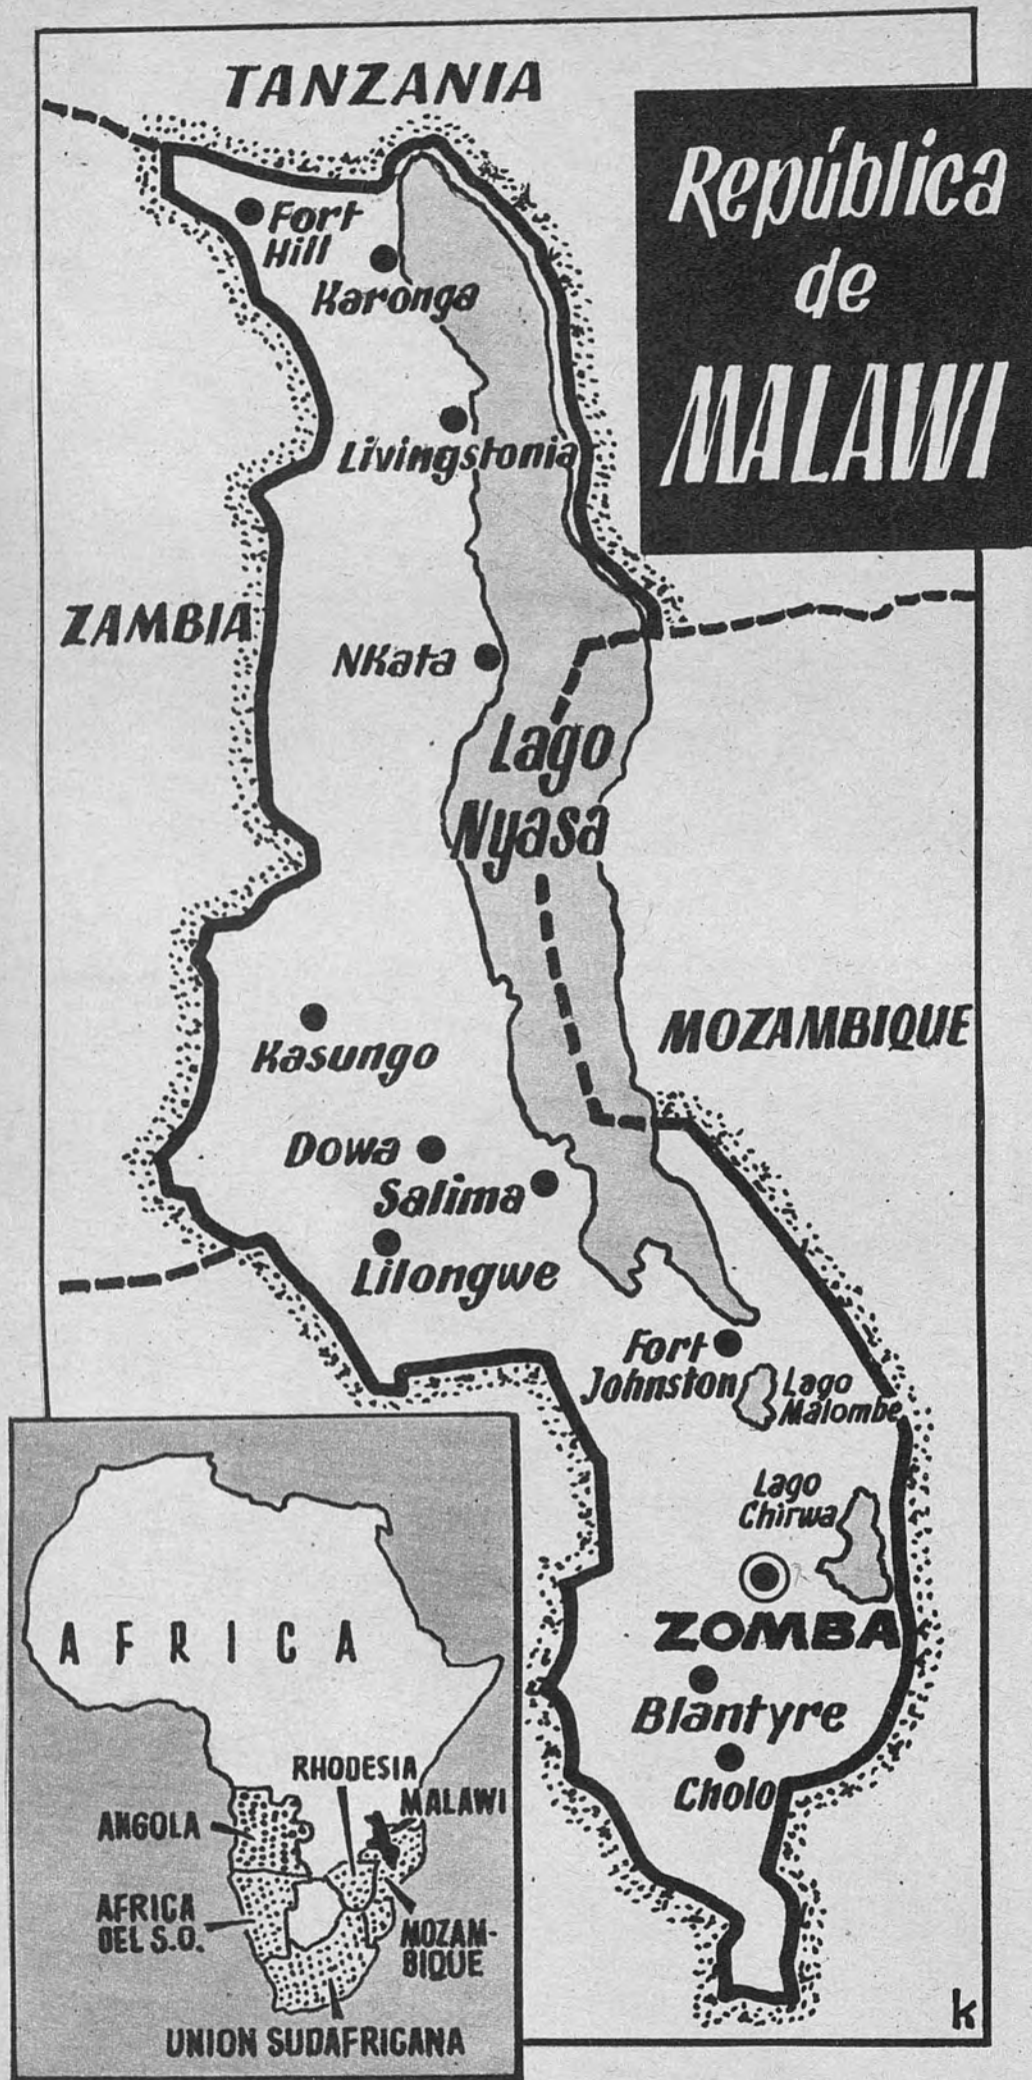 TANZANIA
República
de
MALAWI
Fort
Hill
Karonga
Livingstonia
ZAMBIA
NKata
Lago
Nyasa
MOZAMBIQUE
Kasungo
Dowa
Salima
Lilongwe
Fort
Johnston
Lago
Malombe
Lago
Chirwa
ZOMBA
Blantyre
Cholo
AFRICA
RHODESIA
MALAWI
ANGOLA
AFRICA
DEL S.O.
MOZAM-
BIQUE
UNION SUDAFRICANA
k